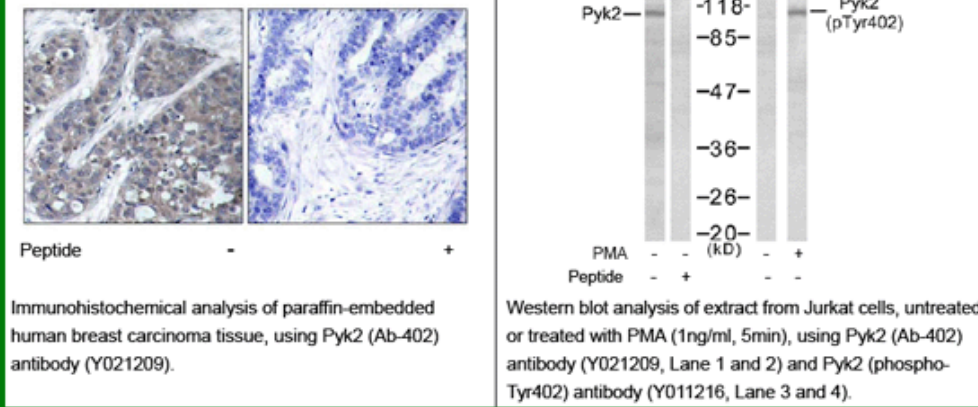 Peptide - +
Immunohistochemical analysis of paraffin-embedded
human breast carcinoma tissue, using Pyk2 (Ab-402)
antibody (Y021209).
Pyk2— -118- — Pyk2
(pTyr402)
–85–
–47–
–36–
–26–
–20–
(kD)
PMA - - - +
Peptide - + - -
Western blot analysis of extract from Jurkat cells, untreated
or treated with PMA (1ng/ml, 5min), using Pyk2 (Ab-402)
antibody (Y021209, Lane 1 and 2) and Pyk2 (phospho-
Tyr402) antibody (Y011216, Lane 3 and 4).